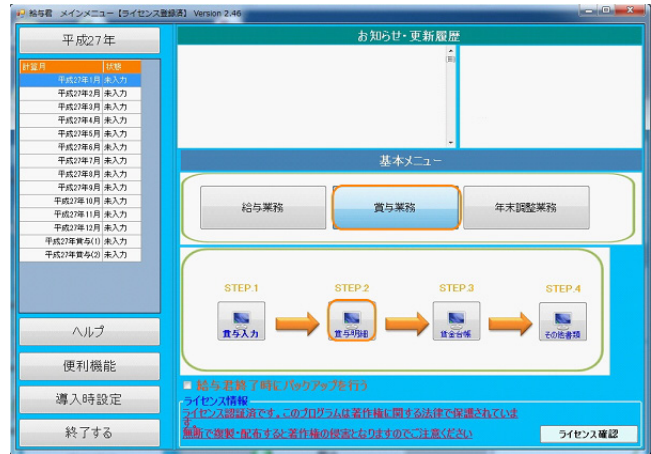 給与君 メインメニュー【ライセンス登録済】 Version 2.46
平成27年
お知らせ・更新履歴
計算月 状態
平成27年1月 未入力
平成27年2月 未入力
平成27年3月 未入力
平成27年4月 未入力
平成27年5月 未入力
平成27年6月 未入力
平成27年7月 未入力
平成27年8月 未入力
平成27年9月 未入力
平成27年10月 未入力
平成27年11月 未入力
平成27年12月 未入力
平成27年賞与(1) 未入力
平成27年賞与(2) 未入力
基本メニュー
給与業務 賞与業務 年末調整業務
STEP.1 STEP.2 STEP.3 STEP.4
賞与入力 賞与明細 賃金台帳 その他書類
ヘルプ
便利機能
導入時設定
終了する
給与君終了時にバックアップを行う
ライセンス情報
ライセンス認証済です。このプログラムは著作権に関する法律で保護されていま
す。
無断で複製・配布すると著作権の侵害となりますのでご注意ください
ライセンス確認